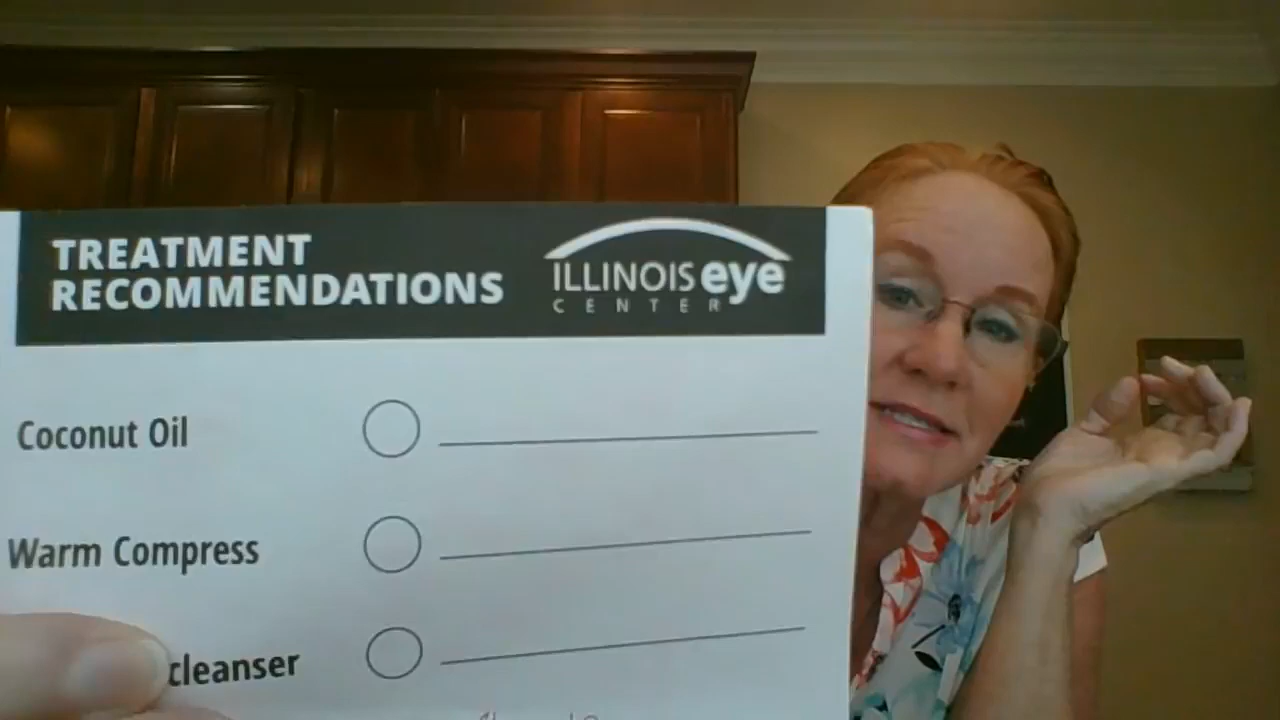 TREATMENT
RECOMMENDATIONS
ILLINOIS eye
CENTER
Coconut Oil
Warm Compress
cleanser